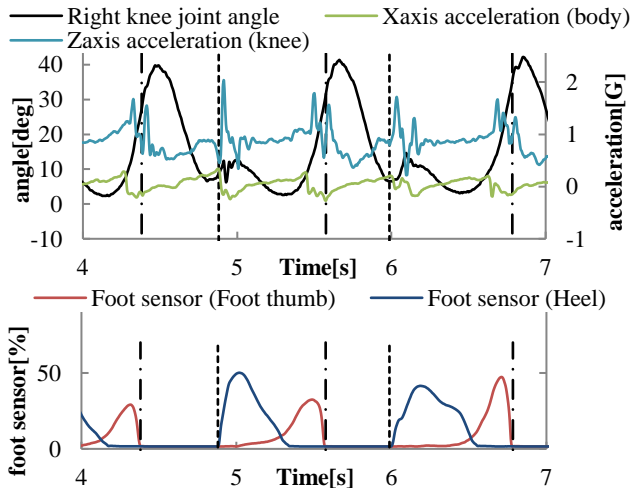 Right knee joint angle Xaxis acceleration (body)
Zaxis acceleration (knee)
angle[deg]
40
30
20
10
0
-10
2
1
0
-1
acceleration[G]
4 5 6 7
Time[s]
Foot sensor (Foot thumb) Foot sensor (Heel)
foot sensor[%]
50
0
4 5 6 7
Time[s]